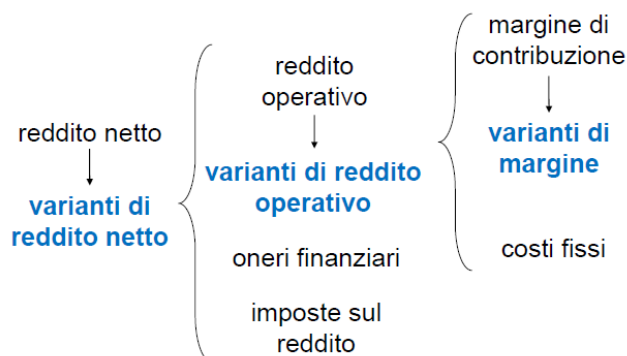 reddito netto
varianti di
reddito netto
reddito
operativo
varianti di reddito
operativo
oneri finanziari
imposte sul
reddito
margine di
contribuzione
varianti di
margine
costi fissi